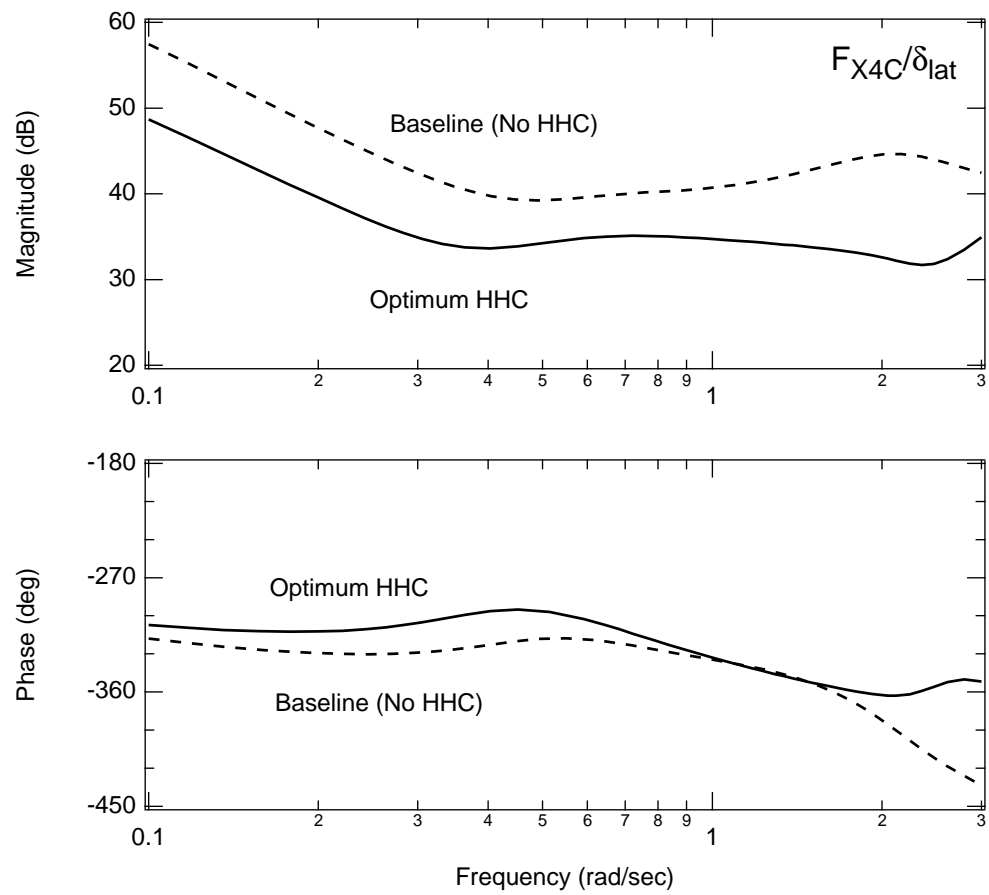 60
F_X4C/δ_lat
50
Baseline (No HHC)
40
30
Optimum HHC
20
Magnitude (dB)
2 3 4 5 6 7 8 9 2 3
0.1 1
-180
-270
Optimum HHC
-360
Baseline (No HHC)
-450
Phase (deg)
2 3 4 5 6 7 8 9 2 3
0.1 1
Frequency (rad/sec)